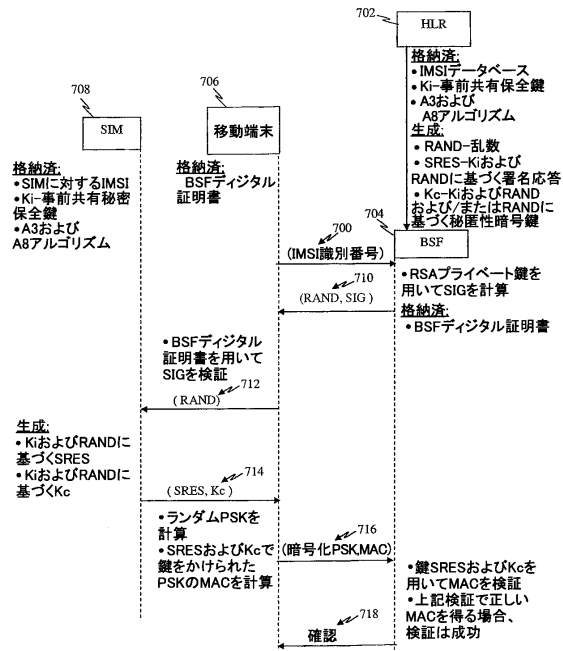 702
HLR
格納済:
•IMSIデータベース
•Ki-事前共有保全鍵
•A3および
A8アルゴリズム
生成:
•RAND-乱数
•SRES-Kiおよび
RANDに基づく署名応答
•Kc-KiおよびRAND
および/またはRANDに
基づく秘匿性暗号鍵
708
SIM
706
移動端末
格納済:
•SIMに対するIMSI
•Ki-事前共有秘密
保全鍵
•A3および
A8アルゴリズム
格納済:
BSFディジタル
証明書
704
BSF
700
(IMSI識別番号)
•RSAプライベート鍵を
用いてSIGを計算
710
(RAND, SIG)
格納済:
•BSFディジタル証明書
•BSFディジタル
証明書を用いて
SIGを検証
712
(RAND)
生成:
•KiおよびRANDに
基づくSRES
•KiおよびRANDに
基づくKc
714
(SRES, Kc)
•ランダムPSKを
計算
•SRESおよびKcで
鍵をかけられた
PSKのMACを計算
716
(暗号化PSK,MAC)
•鍵SRESおよびKcを
用いてMACを検証
•上記検証で正しい
MACを得る場合、
検証は成功
718
確認